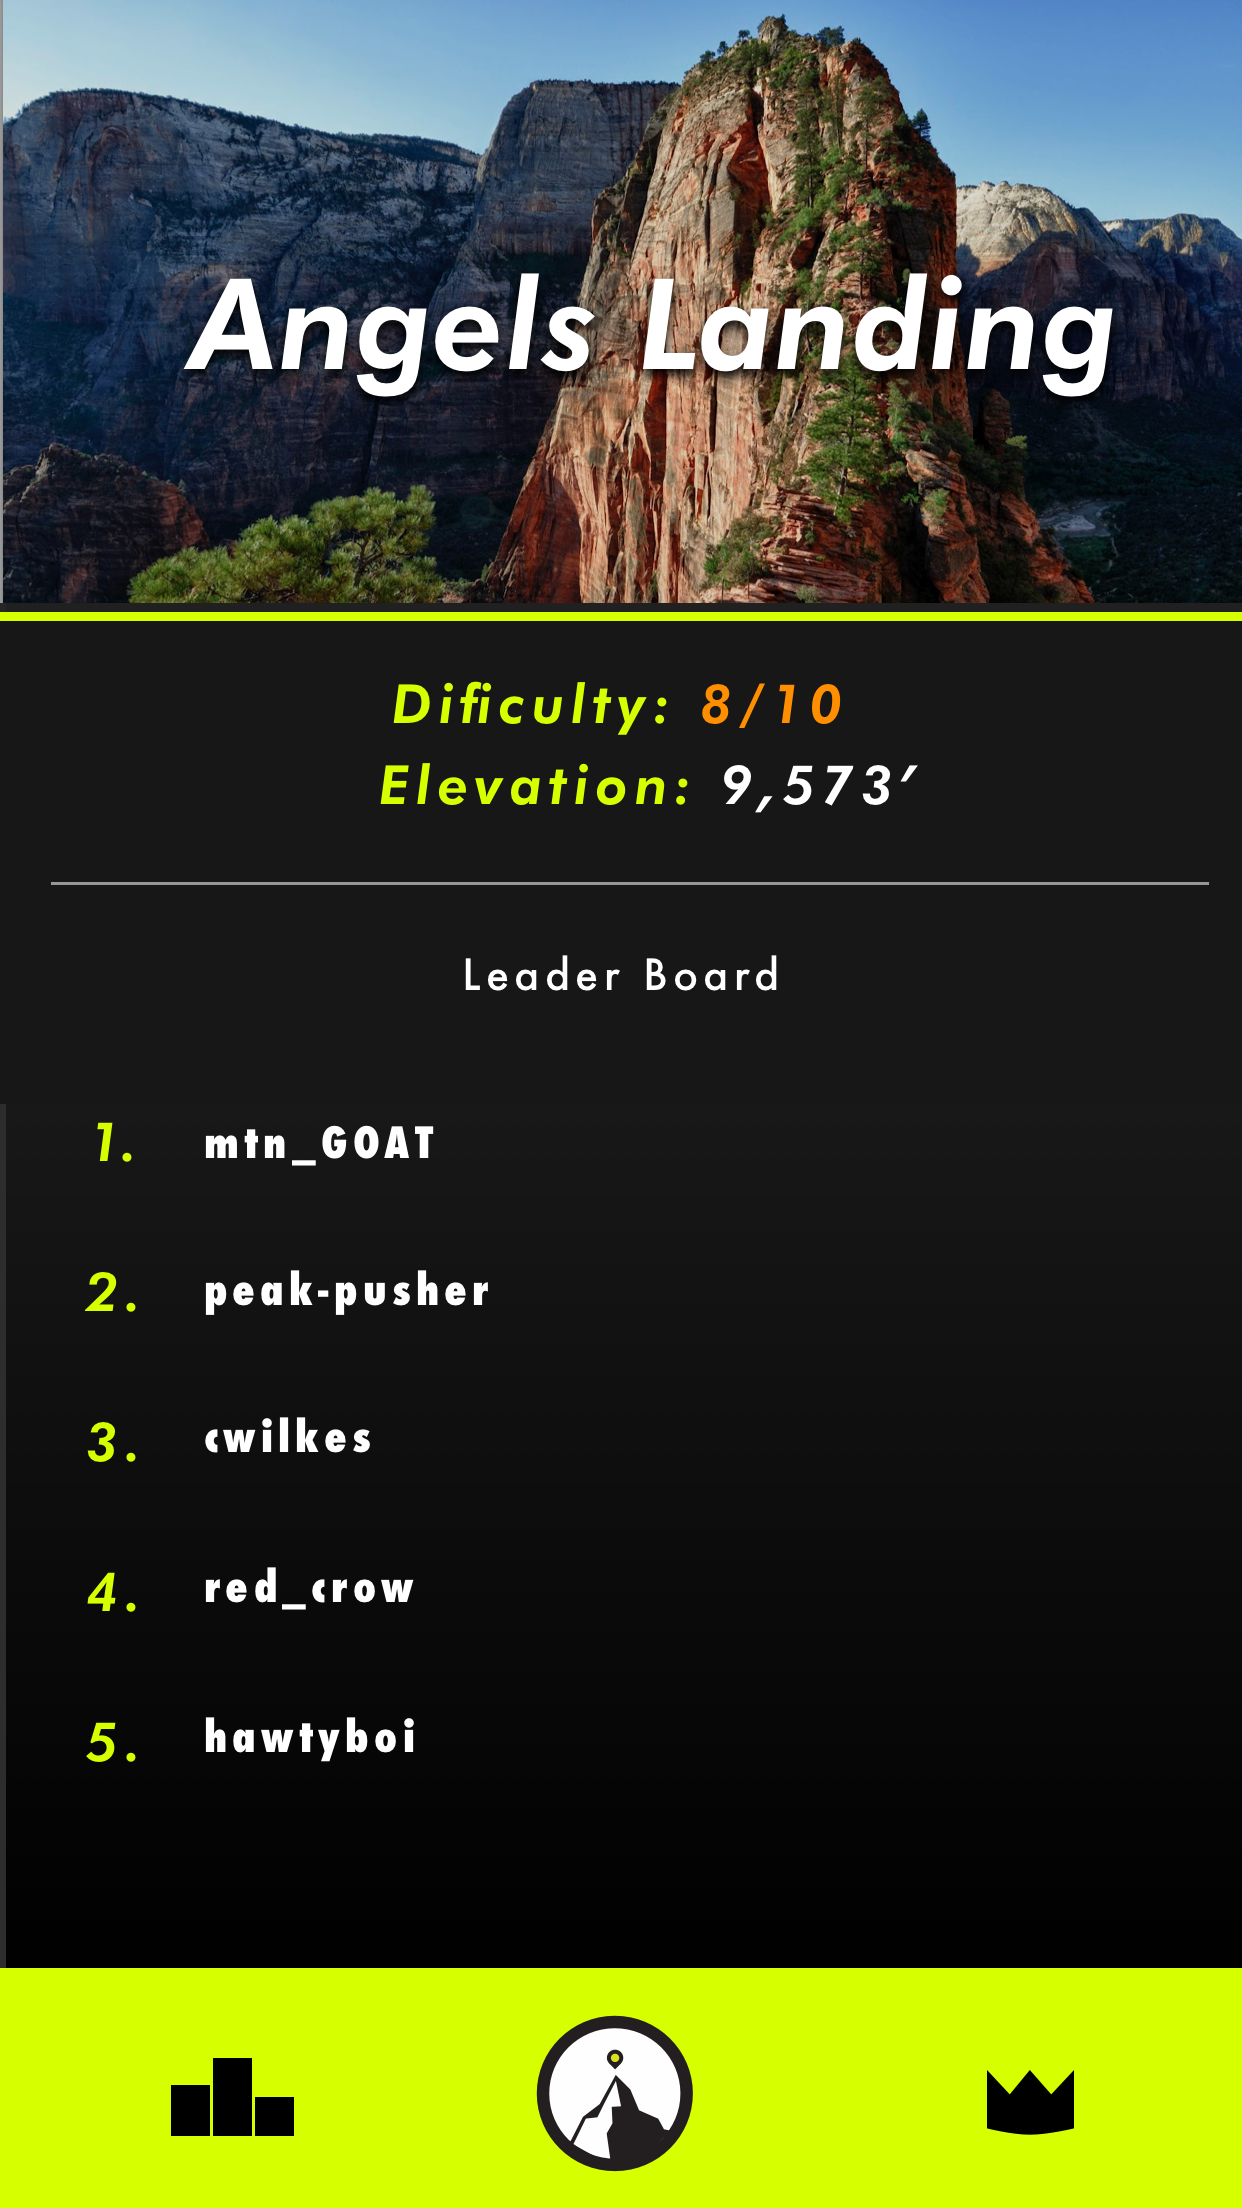 Angels Landing
Dificulty: 8/10
Elevation: 9,573’
Leader Board
1. mtn_GOAT
2. peak-pusher
3. cwilkes
4. red_crow
5. hawtyboi